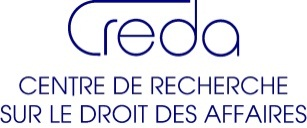 Creda
CENTRE DE RECHERCHE
SUR LE DROIT DES AFFAIRES